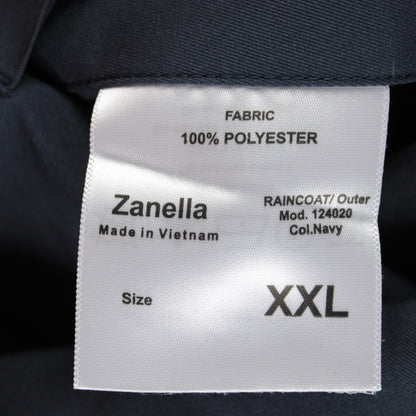 FABRIC
100% POLYESTER
Zanella
Made in Vietnam
RAINCOAT/ Outer
Mod. 124020
Col.Navy
Size
XXL